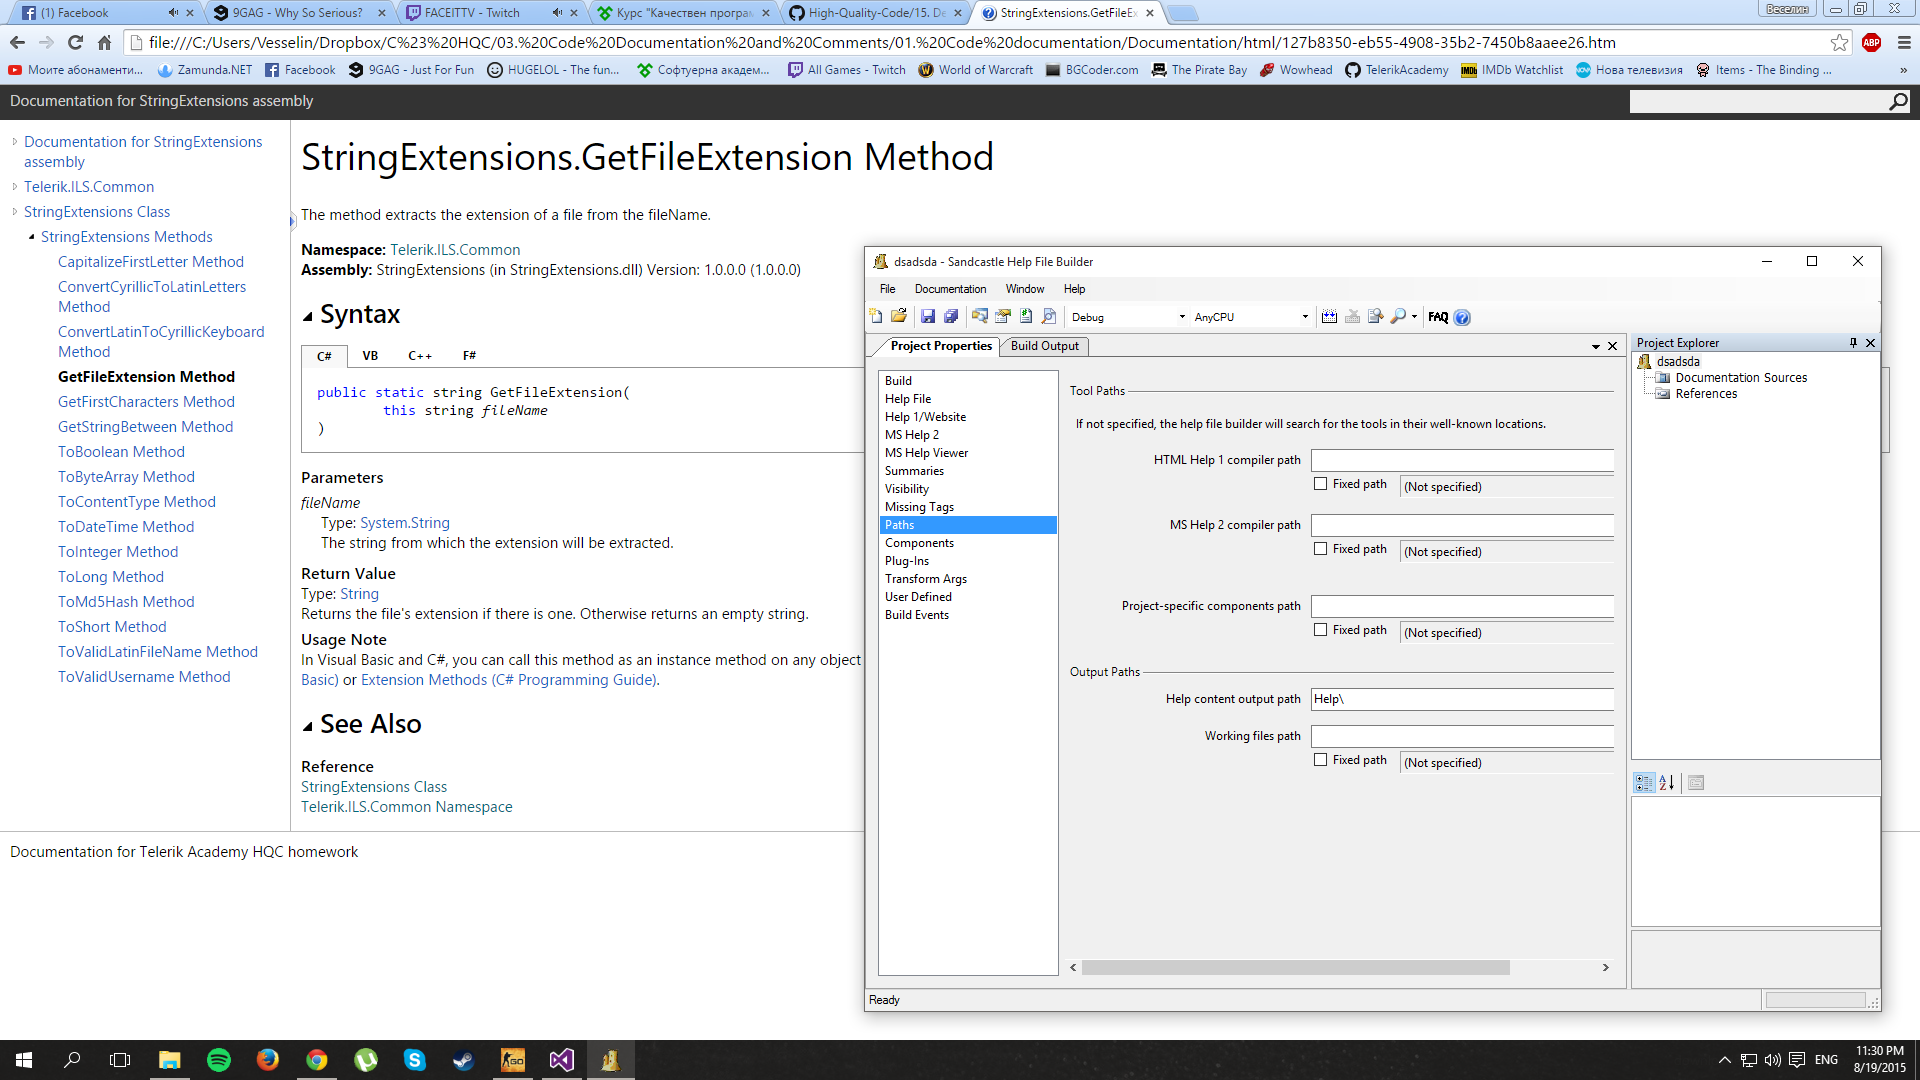 (1) Facebook
9GAG - Why So Serious?
FACEITTV - Twitch
Курс "Качествен програм
High-Quality-Code/15. De
StringExtensions.GetFileEx
Веселин
file:///C:/Users/Vesselin/Dropbox/C%23%20HQC/03.%20Code%20Documentation%20and%20Comments/01.%20Code%20documentation/Documentation/html/127b8350-eb55-4908-35b2-7450b8aaee26.htm
ABP
Моите абонаменти...
Zamunda.NET
Facebook
9GAG - Just For Fun
HUGELOL - The fun...
Софтуерна академ...
All Games - Twitch
World of Warcraft
BGCoder.com
The Pirate Bay
Wowhead
TelerikAcademy
IMDb Watchlist
Нова телевизия
Items - The Binding ...
»
Documentation for StringExtensions assembly
Documentation for StringExtensions
assembly
Telerik.ILS.Common
StringExtensions Class
StringExtensions Methods
CapitalizeFirstLetter Method
ConvertCyrillicToLatinLetters
Method
ConvertLatinToCyrillicKeyboard
Method
GetFileExtension Method
GetFirstCharacters Method
GetStringBetween Method
ToBoolean Method
ToByteArray Method
ToContentType Method
ToDateTime Method
ToInteger Method
ToLong Method
ToMd5Hash Method
ToShort Method
ToValidLatinFileName Method
ToValidUsername Method
StringExtensions.GetFileExtension Method
The method extracts the extension of a file from the fileName.
Namespace: Telerik.ILS.Common
Assembly: StringExtensions (in StringExtensions.dll) Version: 1.0.0.0 (1.0.0.0)
Syntax
C# VB C++ F#
public static string GetFileExtension(
this string fileName
)
Parameters
fileName
Type: System.String
The string from which the extension will be extracted.
Return Value
Type: String
Returns the file's extension if there is one. Otherwise returns an empty string.
Usage Note
In Visual Basic and C#, you can call this method as an instance method on any object
Basic) or Extension Methods (C# Programming Guide).
See Also
Reference
StringExtensions Class
Telerik.ILS.Common Namespace
Documentation for Telerik Academy HQC homework
dsadsda - Sandcastle Help File Builder
File Documentation Window Help
Debug
AnyCPU
FAQ
Project Properties
Build Output
Build
Help File
Help 1/Website
MS Help 2
MS Help Viewer
Summaries
Visibility
Missing Tags
Paths
Components
Plug-Ins
Transform Args
User Defined
Build Events
Tool Paths
If not specified, the help file builder will search for the tools in their well-known locations.
HTML Help 1 compiler path
Fixed path (Not specified)
MS Help 2 compiler path
Fixed path (Not specified)
Project-specific components path
Fixed path (Not specified)
Output Paths
Help content output path Help\
Working files path
Fixed path (Not specified)
Project Explorer
dsadsda
Documentation Sources
References
Ready
ENG
11:30 PM
8/19/2015